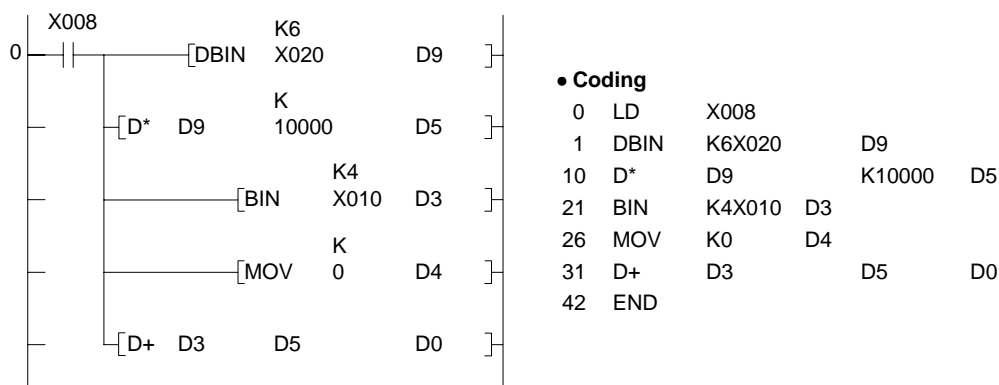 X008
K6
0 DBIN X020 D9
K
D* D9 10000 D5
K4
BIN X010 D3
K
MOV 0 D4
D+ D3 D5 D0
● Coding
0 LD X008
1 DBIN K6X020 D9
10 D* D9 K10000 D5
21 BIN K4X010 D3
26 MOV K0 D4
31 D+ D3 D5 D0
42 END